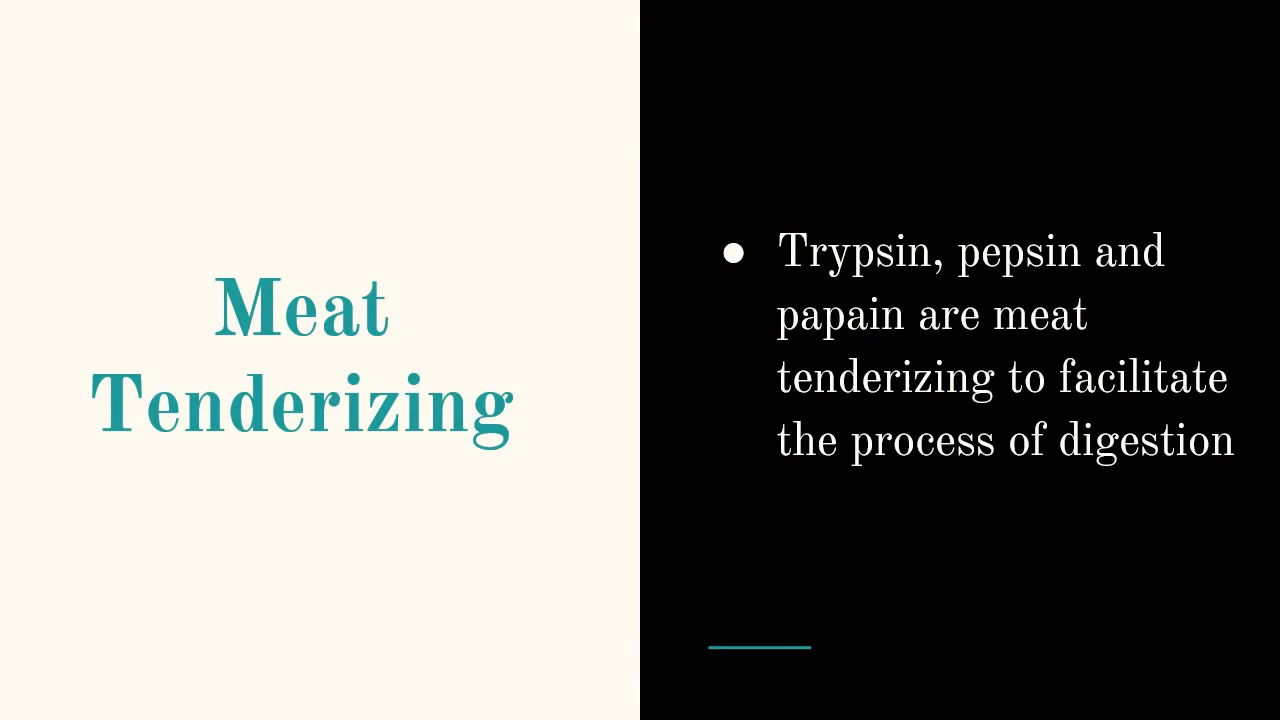 Meat
Tenderizing
● Trypsin, pepsin and
papain are meat
tenderizing to facilitate
the process of digestion